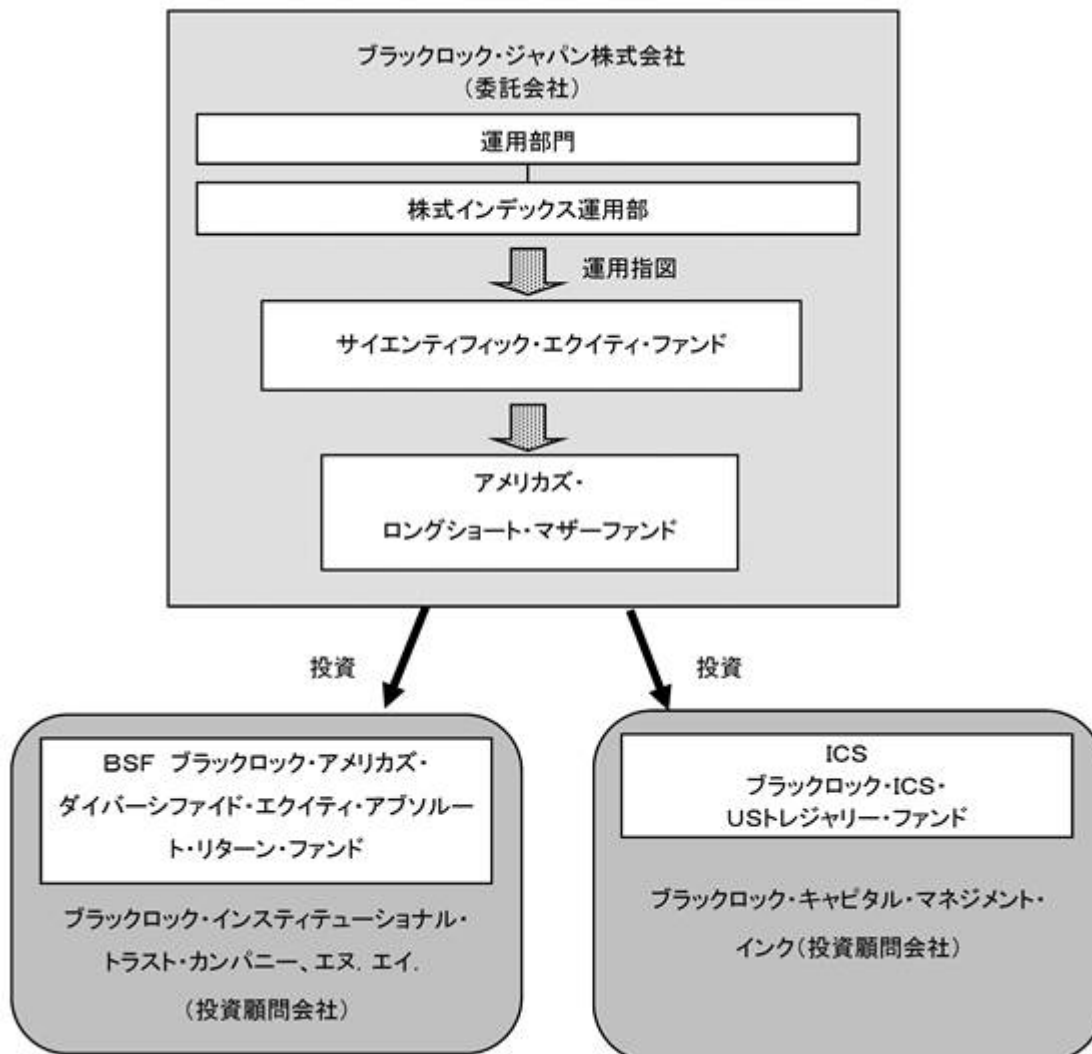 ブラックロック・ジャパン株式会社
（委託会社）
運用部門
株式インデックス運用部
運用指図
サイエンティフィック・エクイティ・ファンド
アメリカズ・
ロングショート・マザーファンド
投資
投資
ＢＳＦ ブラックロック・アメリカズ・
ダイバーシファイド・エクイティ・アブソルー
ト・リターン・ファンド
ブラックロック・インスティテューショナル・
トラスト・カンパニー、エヌ．エイ．
（投資顧問会社）
ＩＣＳ
ブラックロック・ＩＣＳ・
ＵＳトレジャリー・ファンド
ブラックロック・キャピタル・マネジメント・
インク（投資顧問会社）